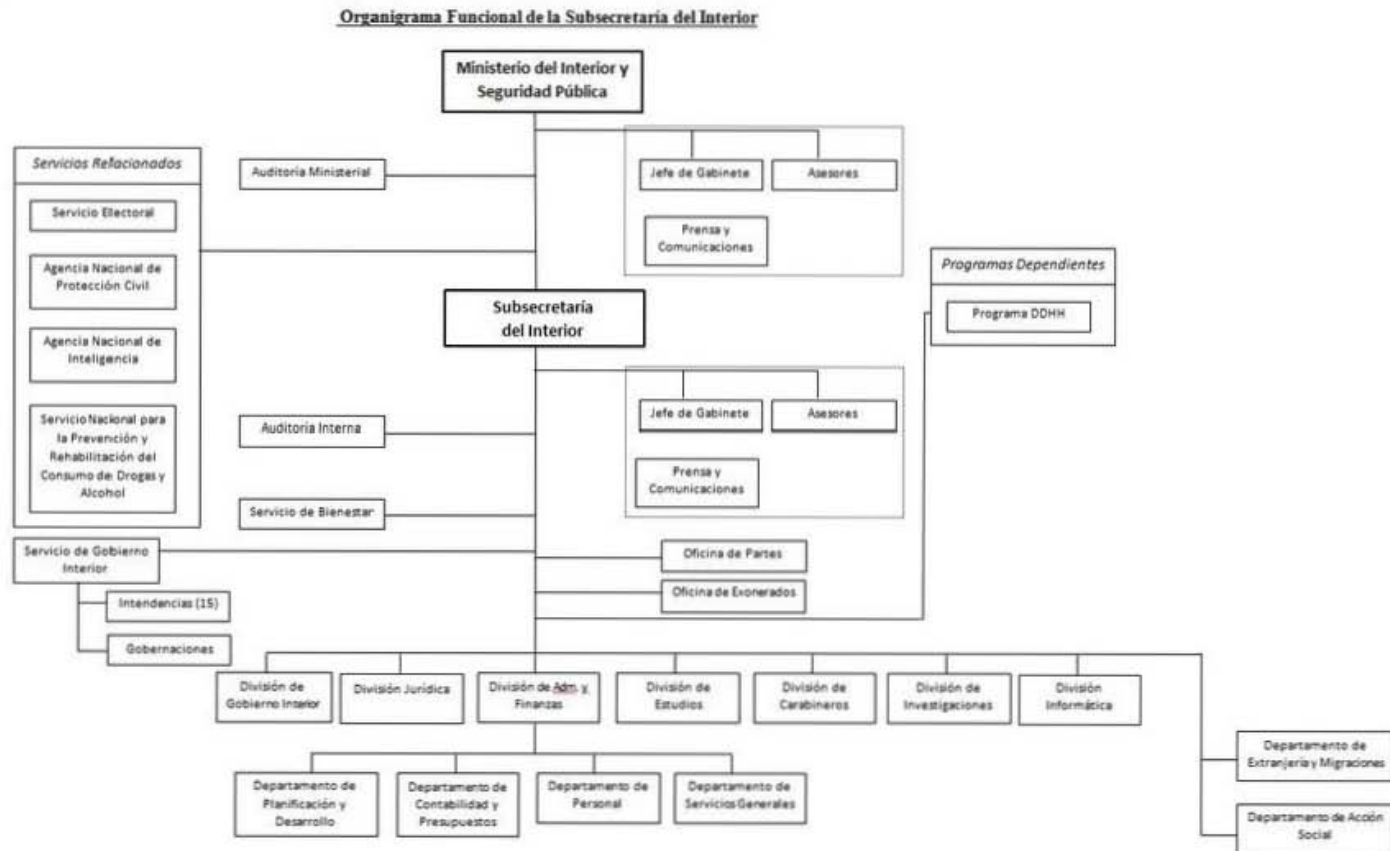 Organigrama Funcional de la Subsecretaría del Interior
Ministerio del Interior y
Seguridad Pública
Servicios Relacionados
Servicio Electoral
Agencia Nacional de
Protección Civil
Agencia Nacional de
Inteligencia
Servicio Nacional para
la Prevención y
Rehabilitación del
Consumo de Drogas y
Alcohol
Auditoría Ministerial
Jefe de Gabinete
Asesores
Prensa y
Comunicaciones
Programas Dependientes
Programa DDHH
Subsecretaría
del Interior
Jefe de Gabinete
Asesores
Prensa y
Comunicaciones
Auditoría Interna
Servicio de Bienestar
Servicio de Gobierno
Interior
Intendencias (15)
Gobernaciones
Oficina de Partes
Oficina de Exonerados
División de
Gobierno Interior
División Jurídica
División de Adm. y
Finanzas
División de
Estudios
División de
Carabineros
División de
Investigaciones
División
Informática
Departamento de
Planificación y
Desarrollo
Departamento de
Contabilidad y
Presupuestos
Departamento de
Personal
Departamento de
Servicios Generales
Departamento de
Extranjería y Migraciones
Departamento de Acción
Social